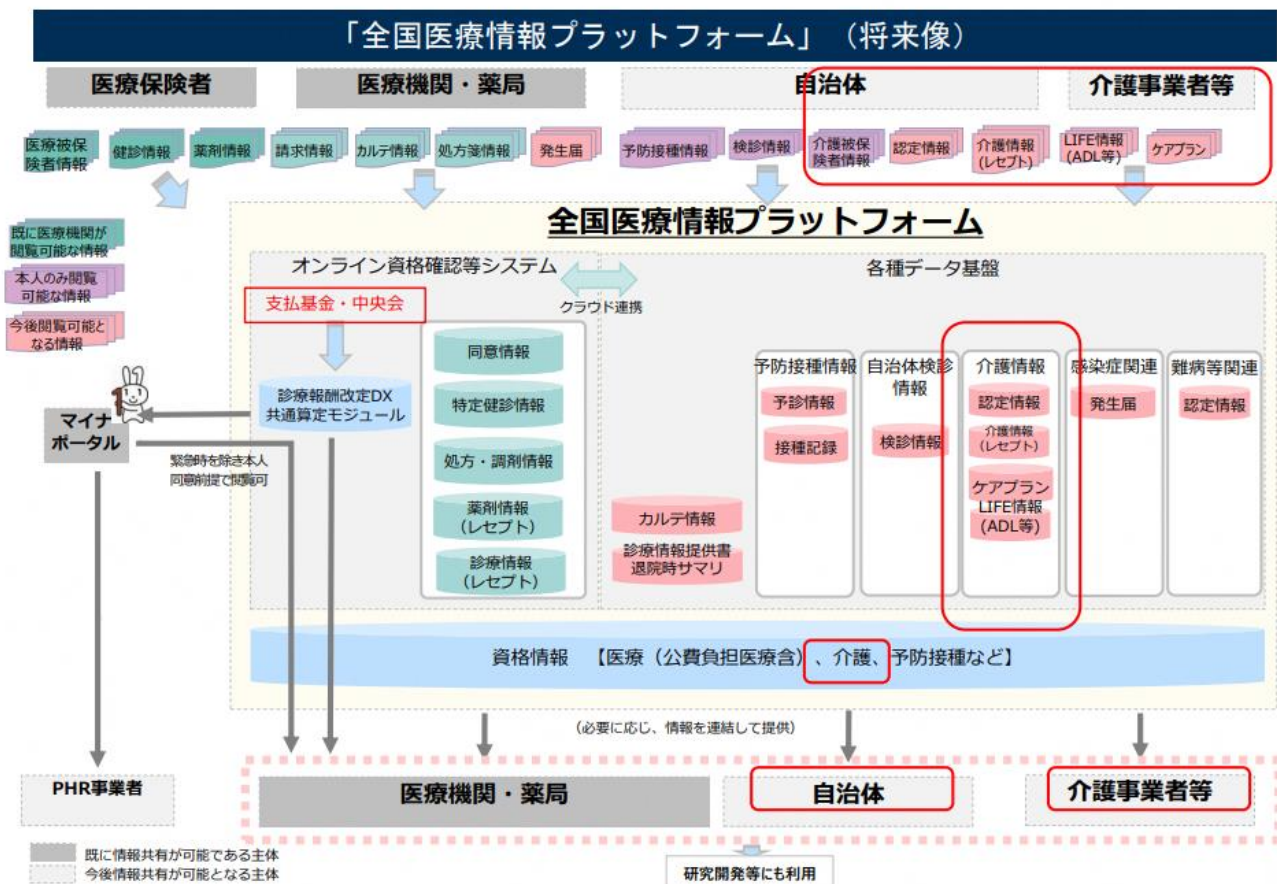 「全国医療情報プラットフォーム」（将来像）
医療保険者
医療機関・薬局
自治体
介護事業者等
医療被保
険者情報
健診情報
薬剤情報
請求情報
カルテ情報
処方箋情報
発生届
予防接種情報
検診情報
介護被保
険者情報
認定情報
介護情報
(レセプト)
LIFE情報
(ADL等)
ケアプラン
既に医療機関が
閲覧可能な情報
本人のみ閲覧
可能な情報
今後閲覧可能と
なる情報
全国医療情報プラットフォーム
オンライン資格確認等システム
クラウド連携
各種データ基盤
支払基金・中央会
診療報酬改定DX
共通算定モジュール
同意情報
特定健診情報
処方・調剤情報
薬剤情報
(レセプト)
診療情報
(レセプト)
カルテ情報
診療情報提供書
退院時サマリ
予防接種情報
予診情報
接種記録
自治体検診
情報
検診情報
介護情報
認定情報
介護情報
(レセプト)
ケアプラン
LIFE情報
(ADL等)
感染症関連
発生届
難病等関連
認定情報
マイナ
ポータル
緊急時を除き本人
同意前提で閲覧可
資格情報 【医療（公費負担医療含）、介護、予防接種など】
（必要に応じ、情報を連結して提供）
PHR事業者
医療機関・薬局
自治体
介護事業者等
既に情報共有が可能である主体
今後情報共有が可能となる主体
研究開発等にも利用